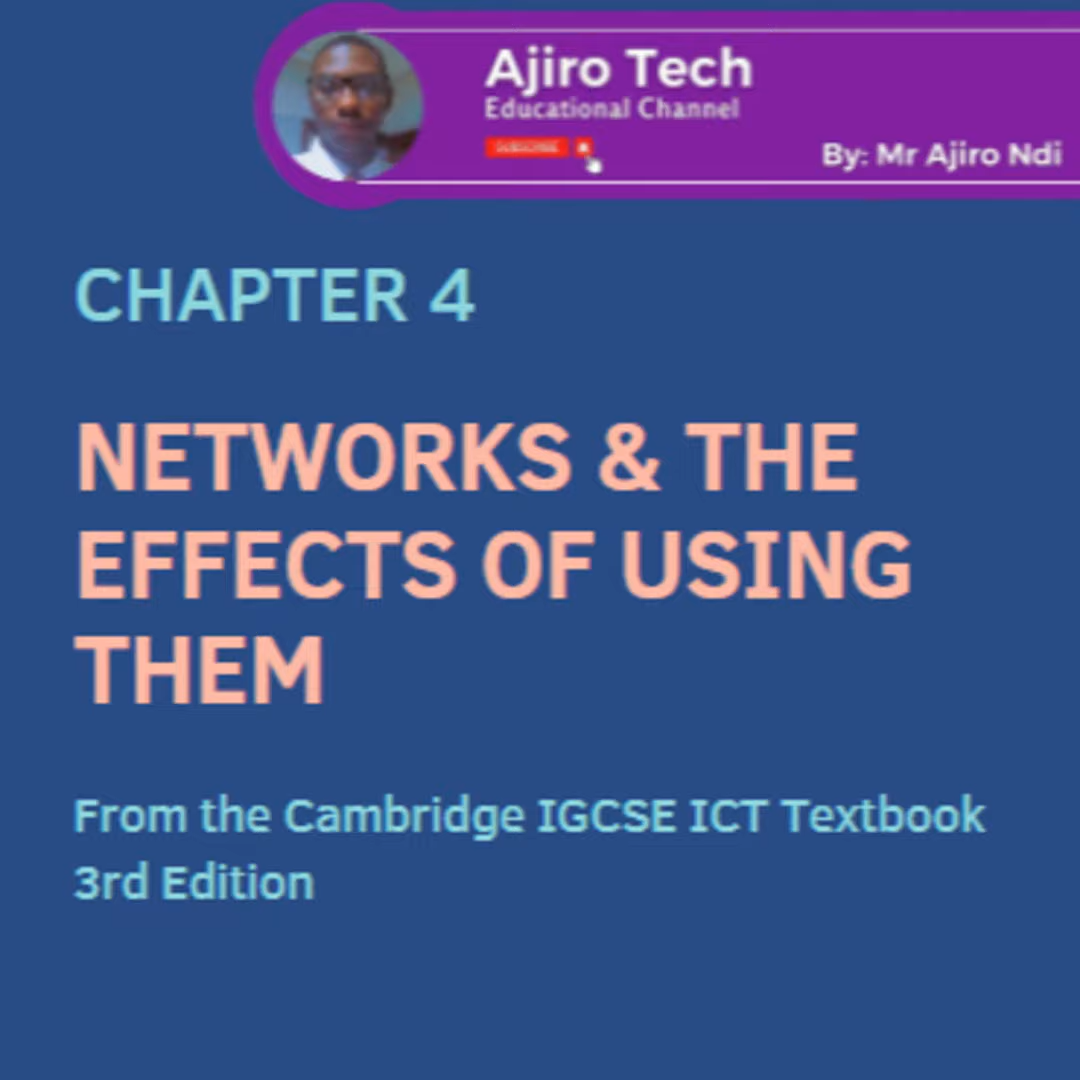 Ajiro Tech
Educational Channel
SUBSCRIBE
By: Mr Ajiro Ndi
CHAPTER 4
NETWORKS & THE
EFFECTS OF USING
THEM
From the Cambridge IGCSE ICT Textbook
3rd Edition